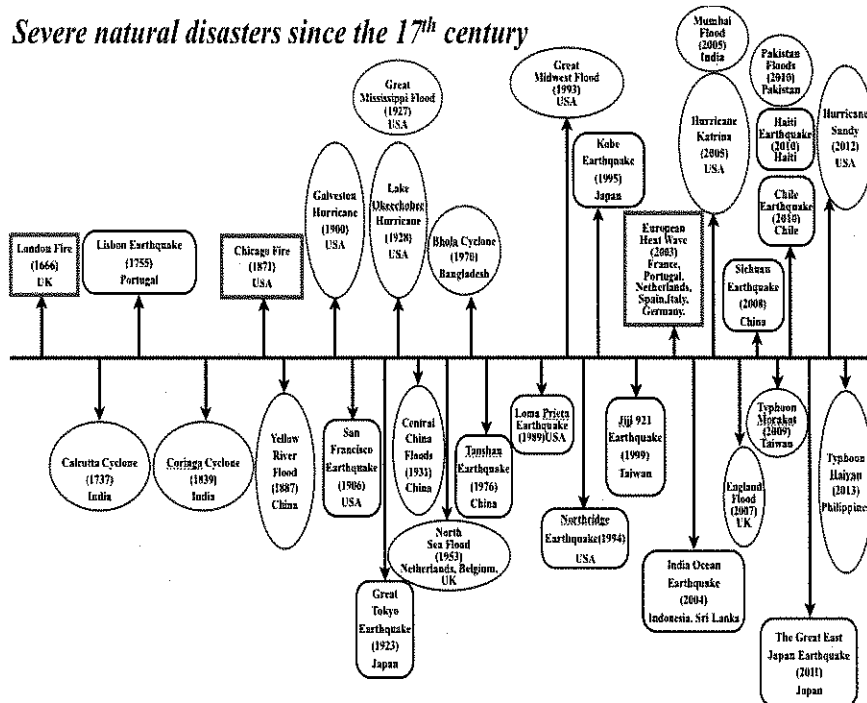 Severe natural disasters since the 17th century
London Fire
(1666)
UK
Lisbon Earthquake
(1755)
Portugal
Chicago Fire
(1871)
USA
Galveston
Hurricane
(1900)
USA
Great
Mississippi Flood
(1927)
USA
Lake
Okeechobee
Hurricane
(1928)
USA
Bhola Cyclone
(1970)
Bangladesh
Great
Midwest Flood
(1993)
USA
Kobe
Earthquake
(1995)
Japan
European
Heat Wave
(2003)
France,
Portugal,
Netherlands,
Spain,Italy,
Germany.
Mumbai
Flood
(2005)
India
Hurricane
Katrina
(2005)
USA
Sichuan
Earthquake
(2008)
China
Pakistan
Floods
(2010)
Pakistan
Haiti
Earthquake
(2010)
Haiti
Chile
Earthquake
(2010)
Chile
Hurricane
Sandy
(2012)
USA
Calcutta Cyclone
(1737)
India
Coringa Cyclone
(1839)
India
Yellow
River
Flood
(1887)
China
San
Francisco
Earthquake
(1906)
USA
Great
Tokyo
Earthquake
(1923)
Japan
Central
China
Floods
(1931)
China
North
Sea Flood
(1953)
Netherlands, Belgium,
UK
Tanshan
Earthquake
(1976)
China
Loma Prieta
Earthquake
(1989)USA
Northridge
Earthquake(1994)
USA
Jiji 921
Earthquake
(1999)
Taiwan
India Ocean
Earthquake
(2004)
Indonesia, Sri Lanka
England
Flood
(2007)
UK
Typhoon
Morakot
(2009)
Taiwan
The Great East
Japan Earthquake
(2011)
Japan
Typhoon
Haiyan
(2013)
Philippine